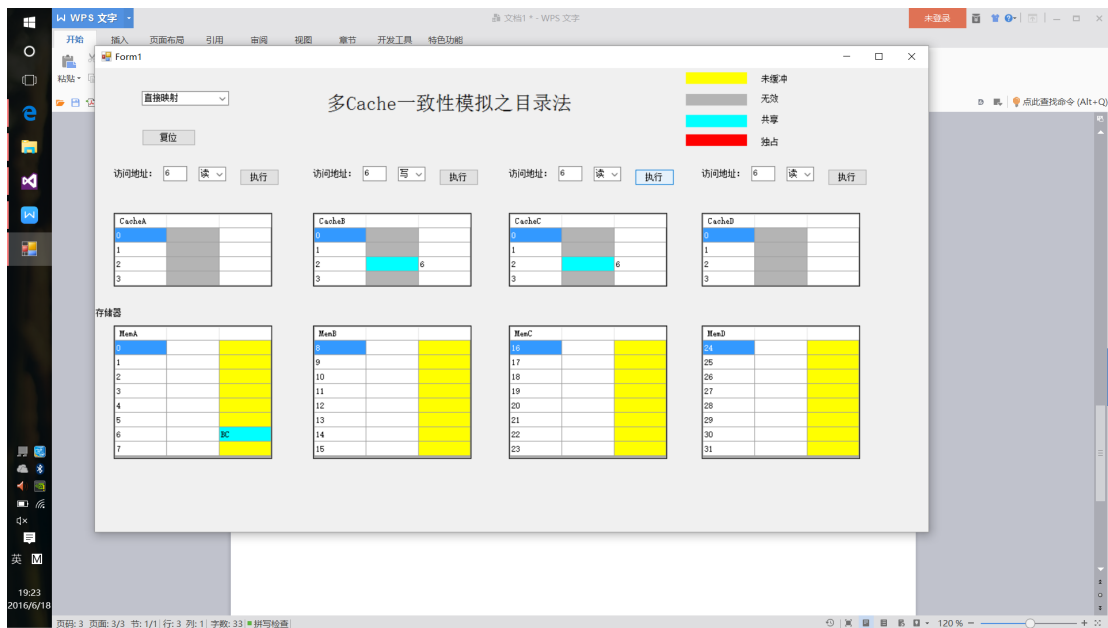 W WPS 文字
文档1 * - WPS 文字
未登录
开始 插入 页面布局 引用 审阅 视图 章节 开发工具 特色功能
粘贴
点此查找命令 (Alt+Q)
Form1
直接映射
多Cache一致性模拟之目录法
未缓冲
无效
共享
独占
复位
访问地址: 6 读 执行
访问地址: 6 写 执行
访问地址: 6 读 执行
访问地址: 6 读 执行
CacheA
0
1
2
3
CacheB
0
1
2 6
3
CacheC
0
1
2 6
3
CacheD
0
1
2
3
存储器
MemA
0
1
2
3
4
5
6 BC
7
MemB
8
9
10
11
12
13
14
15
MemC
16
17
18
19
20
21
22
23
MemD
24
25
26
27
28
29
30
31
英 M
19:23
2016/6/18
页码: 3 页面: 3/3 节: 1/1 行: 3 列: 1 字数: 33 拼写检查
120 %